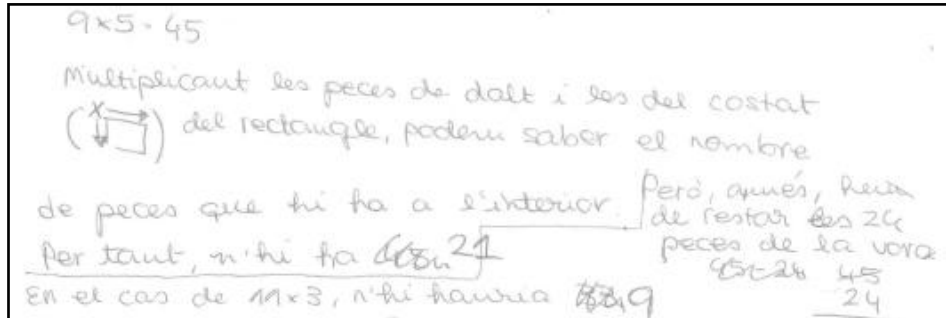 9x5=45
Multiplicant les peces de dalt i les del costat
(x) del rectangle, podem saber el nombre
de peces que hi ha a l'interior.
Per tant, n'hi ha 21
Però, després, hem
de restar les 24
peces de la vora
45-24 45
24
En el cas de 11x3, n'hi hauria 9